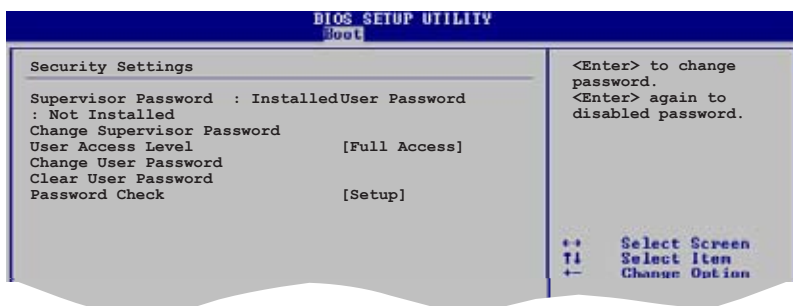 BIOS SETUP UTILITY
Boot
Security Settings
Supervisor Password : InstalledUser Password
: Not Installed
Change Supervisor Password
User Access Level [Full Access]
Change User Password
Clear User Password
Password Check [Setup]
<Enter> to change
password.
<Enter> again to
disabled password.
←→ Select Screen
↑↓ Select Item
+- Change Option